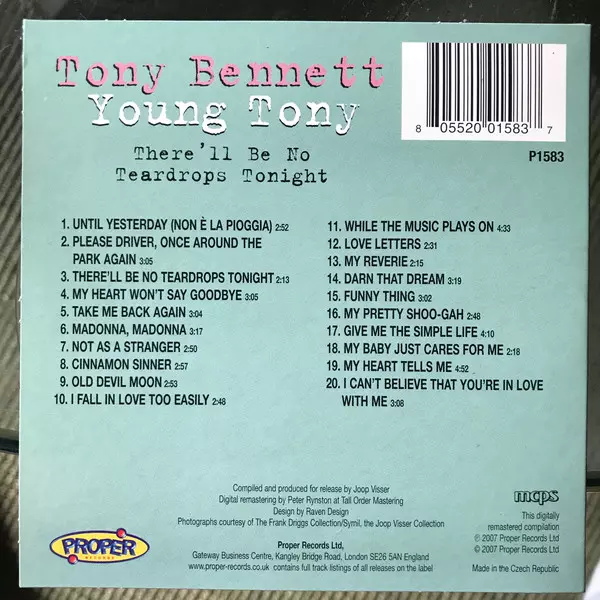 Tony Bennett
Young Tony
There'll Be No
Teardrops Tonight
8 05520 01583 7
P1583
1. UNTIL YESTERDAY (NON È LA PIOGGIA) 2:52
2. PLEASE DRIVER, ONCE AROUND THE
PARK AGAIN 3:05
3. THERE'LL BE NO TEARDROPS TONIGHT 2:13
4. MY HEART WON'T SAY GOODBYE 3:05
5. TAKE ME BACK AGAIN 3:04
6. MADONNA, MADONNA 3:17
7. NOT AS A STRANGER 2:50
8. CINNAMON SINNER 2:57
9. OLD DEVIL MOON 2:53
10. I FALL IN LOVE TOO EASILY 2:48
11. WHILE THE MUSIC PLAYS ON 4:33
12. LOVE LETTERS 2:31
13. MY REVERIE 2:15
14. DARN THAT DREAM 3:19
15. FUNNY THING 3:02
16. MY PRETTY SHOO-GAH 2:48
17. GIVE ME THE SIMPLE LIFE 4:10
18. MY BABY JUST CARES FOR ME 2:18
19. MY HEART TELLS ME 4:52
20. I CAN'T BELIEVE THAT YOU'RE IN LOVE
WITH ME 3:08
Compiled and produced for release by Joop Visser
Digital remastering by Peter Rynston at Tall Order Mastering
Design by Raven Design
Photographs courtesy of The Frank Driggs Collection/Symil, the Joop Visser Collection
Proper Records Ltd,
Gateway Business Centre, Kangley Bridge Road, London SE26 5AN England
www.proper-records.co.uk contains full track listings of all releases on the label
PROPER
RECORDS
mcps
This digitally
remastered compilation
℗ 2007 Proper Records Ltd
© 2007 Proper Records Ltd
Made in the Czech Republic